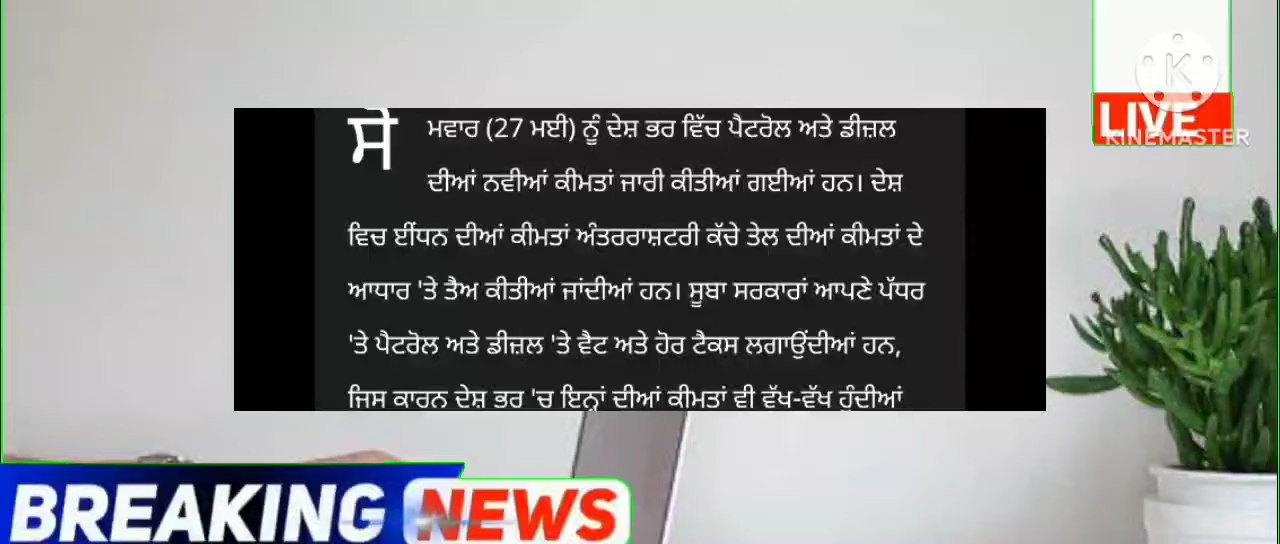 LIVE
KINEMASTER
ਸੋ
ਮਵਾਰ (27 ਮਈ) ਨੂੰ ਦੇਸ਼ ਭਰ ਵਿੱਚ ਪੈਟਰੋਲ ਅਤੇ ਡੀਜ਼ਲ
ਦੀਆਂ ਨਵੀਆਂ ਕੀਮਤਾਂ ਜਾਰੀ ਕੀਤੀਆਂ ਗਈਆਂ ਹਨ। ਦੇਸ਼
ਵਿਚ ਈਂਧਨ ਦੀਆਂ ਕੀਮਤਾਂ ਅੰਤਰਰਾਸ਼ਟਰੀ ਕੱਚੇ ਤੇਲ ਦੀਆਂ ਕੀਮਤਾਂ ਦੇ
ਆਧਾਰ 'ਤੇ ਤੈਅ ਕੀਤੀਆਂ ਜਾਂਦੀਆਂ ਹਨ। ਸੂਬਾ ਸਰਕਾਰਾਂ ਆਪਣੇ ਪੱਧਰ
'ਤੇ ਪੈਟਰੋਲ ਅਤੇ ਡੀਜ਼ਲ 'ਤੇ ਵੈਟ ਅਤੇ ਹੋਰ ਟੈਕਸ ਲਗਾਉਂਦੀਆਂ ਹਨ,
ਜਿਸ ਕਾਰਨ ਦੇਸ਼ ਭਰ 'ਚ ਇਨ੍ਹਾਂ ਦੀਆਂ ਕੀਮਤਾਂ ਵੀ ਵੱਖ-ਵੱਖ ਹੁੰਦੀਆਂ
BREAKING NEWS